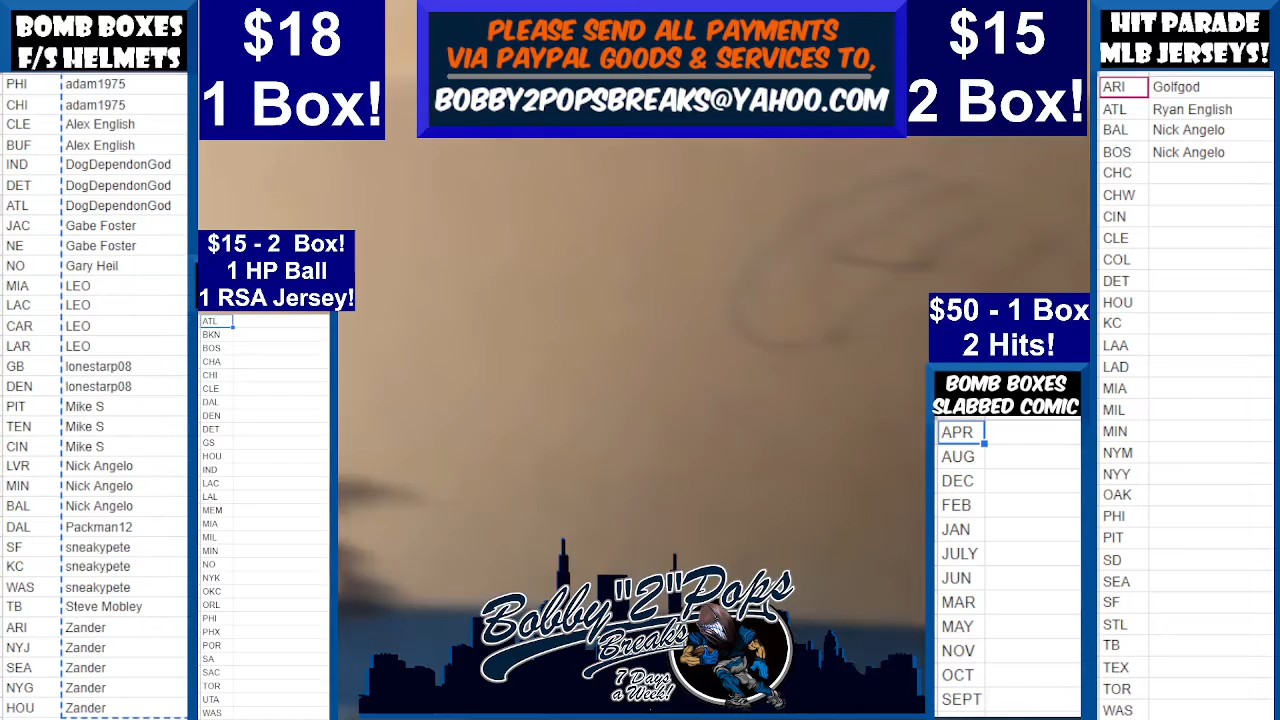 BOMB BOXES
F/S HELMETS
PHI adam1975
CHI adam1975
CLE Alex English
BUF Alex English
IND DogDependonGod
DET DogDependonGod
ATL DogDependonGod
JAC Gabe Foster
NE Gabe Foster
NO Gary Heil
MIA LEO
LAC LEO
CAR LEO
LAR LEO
GB lonestarp08
DEN lonestarp08
PIT Mike S
TEN Mike S
CIN Mike S
LVR Nick Angelo
MIN Nick Angelo
BAL Nick Angelo
DAL Packman12
SF sneakypete
KC sneakypete
WAS sneakypete
TB Steve Mobley
ARI Zander
NYJ Zander
SEA Zander
NYG Zander
HOU Zander
$18
1 Box!
$15 - 2 Box!
1 HP Ball
1 RSA Jersey!
ATL
BKN
BOS
CHA
CHI
CLE
DAL
DEN
DET
GS
HOU
IND
LAC
LAL
MEM
MIA
MIL
MIN
NO
NYK
OKC
ORL
PHI
PHX
POR
SA
SAC
TOR
UTA
WAS
PLEASE SEND ALL PAYMENTS
VIA PAYPAL GOODS & SERVICES TO,
BOBBY2POPSBREAKS@YAHOO.COM
Bobby "2" Pops
Breaks
7 Days
a Week!
$15
2 Box!
$50 - 1 Box
2 Hits!
BOMB BOXES
SLABBED COMIC
APR
AUG
DEC
FEB
JAN
JULY
JUN
MAR
MAY
NOV
OCT
SEPT
HIT PARADE
MLB JERSEYS!
ARI Golfgod
ATL Ryan English
BAL Nick Angelo
BOS Nick Angelo
CHC
CHW
CIN
CLE
COL
DET
HOU
KC
LAA
LAD
MIA
MIL
MIN
NYM
NYY
OAK
PHI
PIT
SD
SEA
SF
STL
TB
TEX
TOR
WAS